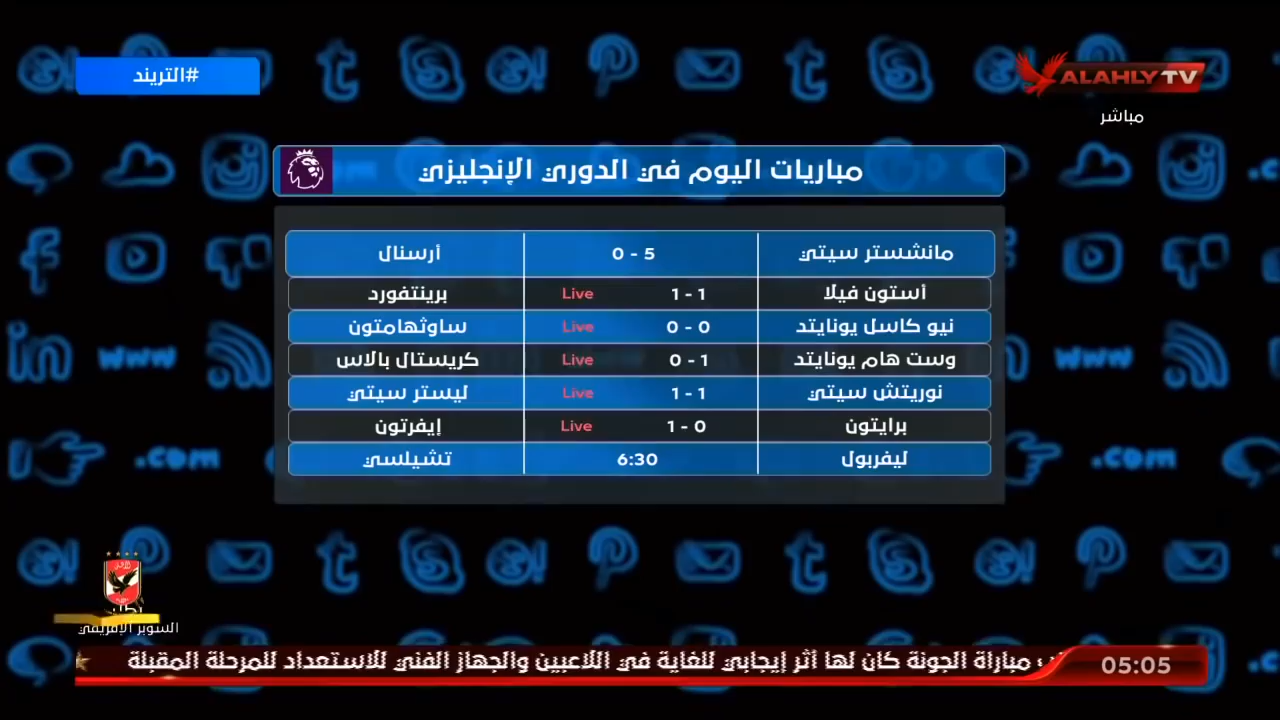 #التريند
ALAHLY TV
مباشر
مباريات اليوم في الدوري الإنجليزي
مانشستر سيتي 5 - 0 أرسنال
أستون فيلا 1 - 1 Live برينتفورد
نيو كاسل يونايتد 0 - 0 Live ساوثهامتون
وست هام يونايتد 1 - 0 Live كريستال بالاس
نوريتش سيتي 1 - 1 Live ليستر سيتي
برايتون 0 - 1 Live إيفرتون
ليفربول 6:30 تشيلسي
السوبر الإفريقي
05:05 مباراة الجونة كان لها أثر إيجابي للغاية في اللاعبين والجهاز الفني للاستعداد للمرحلة المقبلة